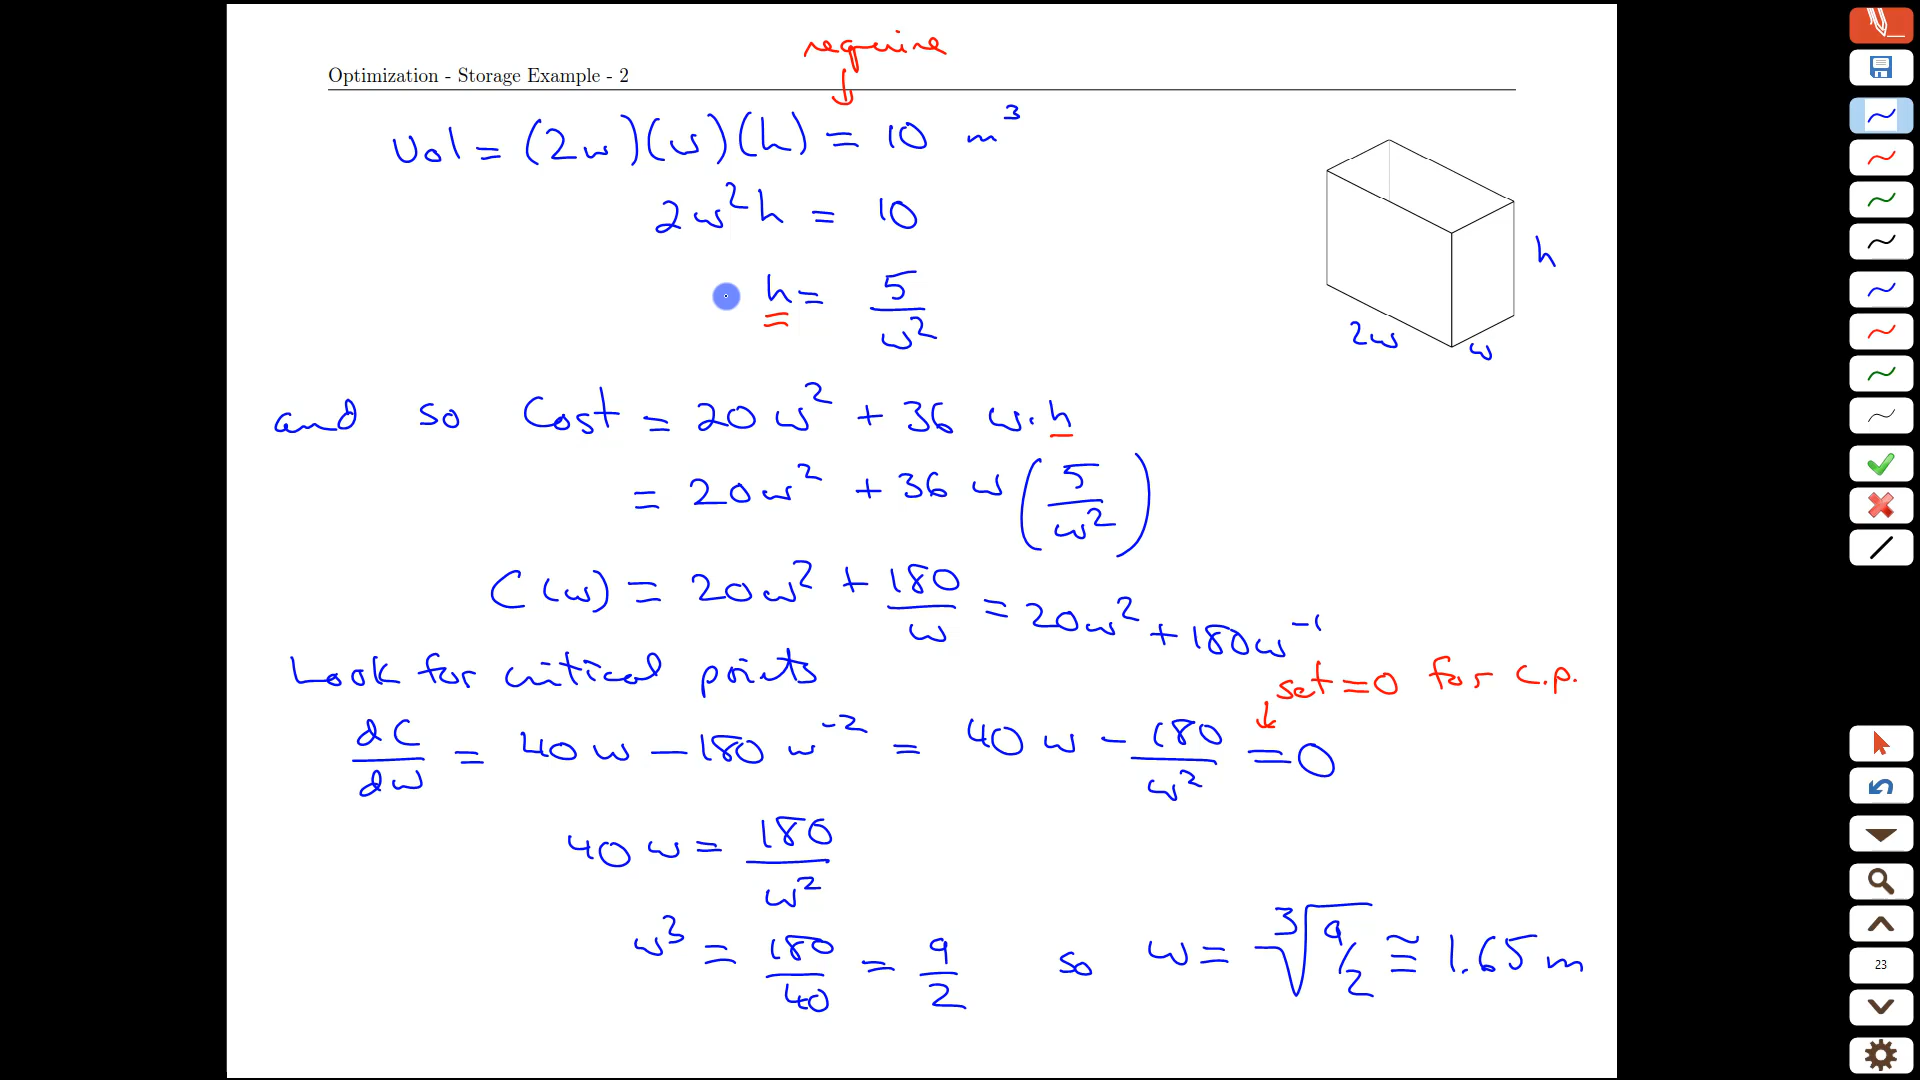 require
Optimization - Storage Example - 2
↓
Vol = (2w)(w)(h) = 10 m³
2w²h = 10
h = 5/w²
h
2w
w
and so Cost = 20w² + 36 w·h
= 20w² + 36 w (5/w²)
C(w) = 20w² + 180/w = 20w² + 180w⁻¹
Look for critical points
set = 0 for c.p.
↓
dC/dw = 40w − 180w⁻² = 40w − 180/w² = 0
40w = 180/w²
w³ = 180/40 = 9/2 so w = ∛(9/2) ≅ 1.65 m
23